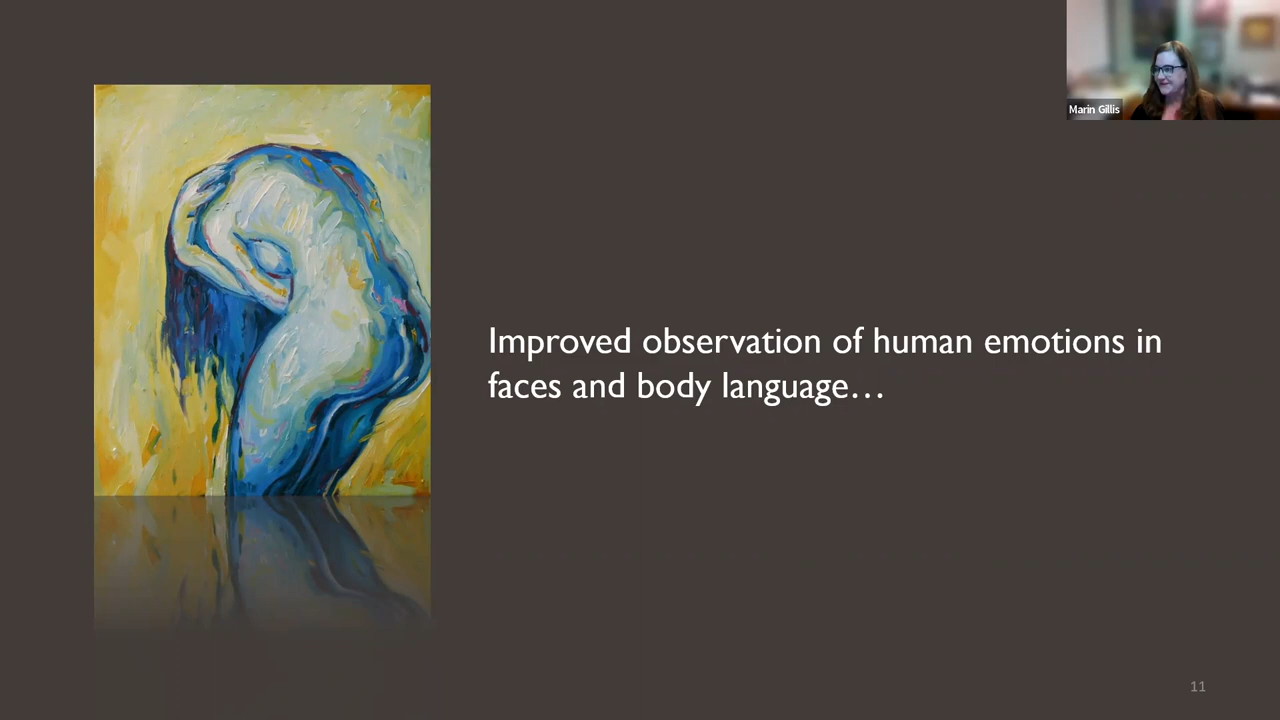 Marin Gillis
Improved observation of human emotions in
faces and body language…
11